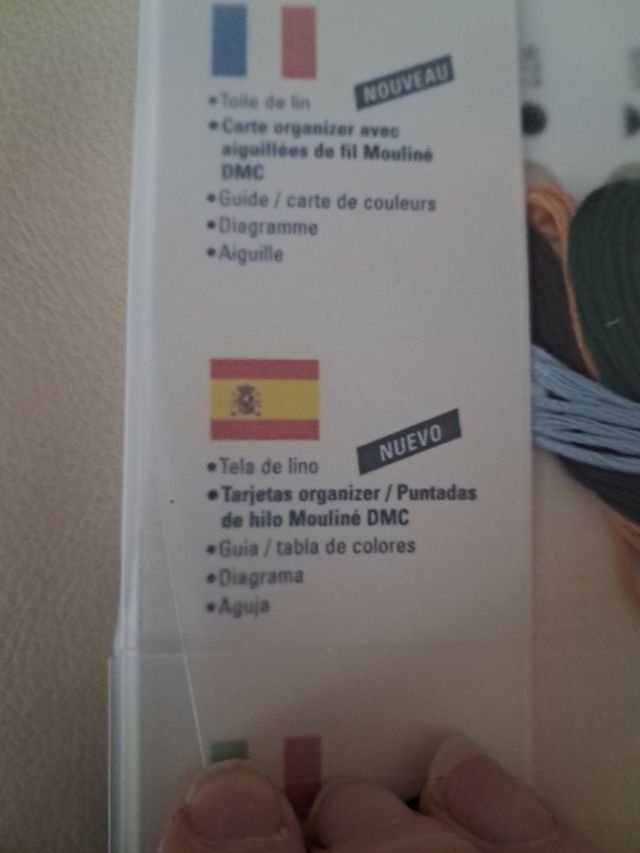 NOUVEAU
• Toile de lin
• Carte organizer avec
aiguillées de fil Mouliné
DMC
• Guide / carte de couleurs
• Diagramme
• Aiguille
NUEVO
• Tela de lino
• Tarjetas organizer / Puntadas
de hilo Mouliné DMC
• Guia / tabla de colores
• Diagrama
• Aguja